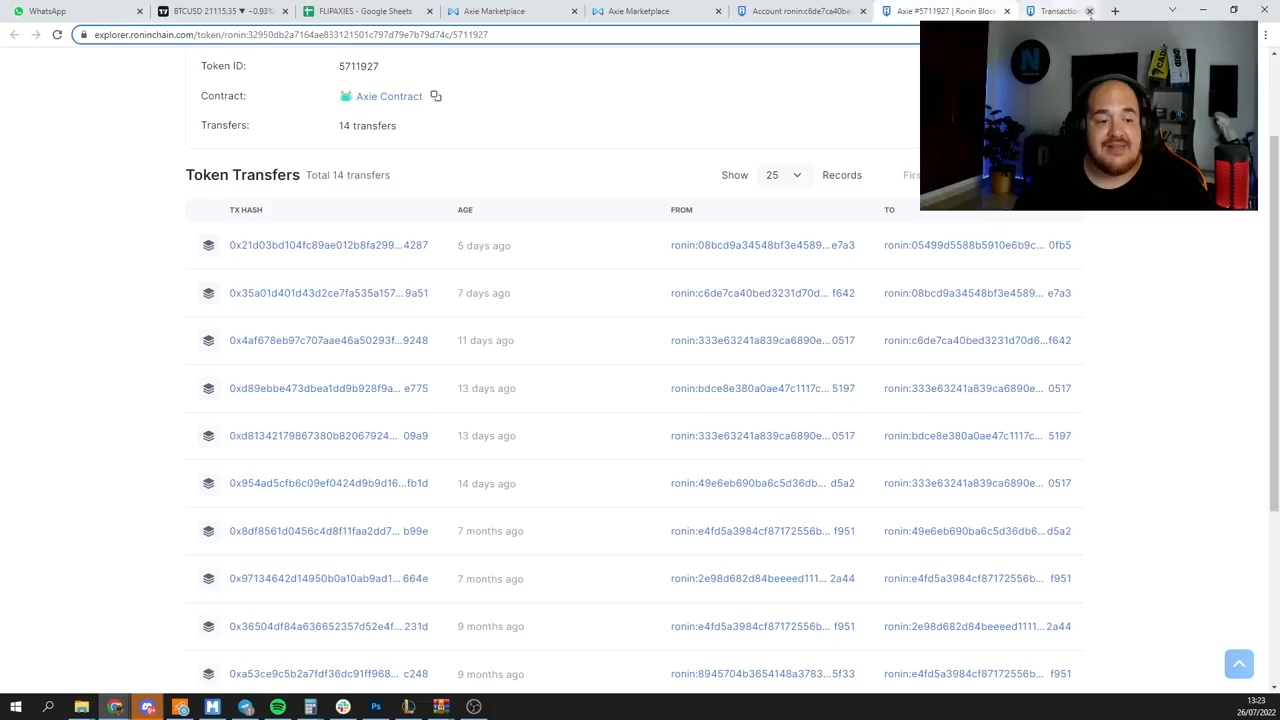 WhatsApp
BTCUSD 21115.35 ▼ −0.93%
FLIPAXIES - Google Sheets
Axie Marketplace
Axie Marketplace
Account ronin:c6de7ca40be
Axie #5711927 | Ronin Block
Transaction
explorer.roninchain.com/token/ronin:32950db2a7164ae833121501c797d79e7b79d74c/5711927
Token ID: 5711927
Contract: Axie Contract
Transfers: 14 transfers
Token Transfers Total 14 transfers Show 25 Records
TX HASH AGE FROM TO
0x21d03bd104fc89ae012b8fa299...4287 5 days ago ronin:08bcd9a34548bf3e4589... e7a3 ronin:05499d5588b5910e6b9c... 0fb5
0x35a01d401d43d2ce7fa535a157...9a51 7 days ago ronin:c6de7ca40bed3231d70d... f642 ronin:08bcd9a34548bf3e4589... e7a3
0x4af678eb97c707aae46a50293f...9248 11 days ago ronin:333e63241a839ca6890e... 0517 ronin:c6de7ca40bed3231d70d6...f642
0xd89ebbe473dbea1dd9b928f9a... e775 13 days ago ronin:bdce8e380a0ae47c1117c... 5197 ronin:333e63241a839ca6890e... 0517
0xd81342179867380b82067924... 09a9 13 days ago ronin:333e63241a839ca6890e... 0517 ronin:bdce8e380a0ae47c1117c... 5197
0x954ad5cfb6c09ef0424d9b9d16...fb1d 14 days ago ronin:49e6eb690ba6c5d36db... d5a2 ronin:333e63241a839ca6890e... 0517
0x8df8561d0456c4d8f11faa2dd7... b99e 7 months ago ronin:e4fd5a3984cf87172556b... f951 ronin:49e6eb690ba6c5d36db6...d5a2
0x97134642d14950b0a10ab9ad1... 664e 7 months ago ronin:2e98d682d84beeeed111... 2a44 ronin:e4fd5a3984cf87172556b... f951
0x36504df84a636652357d52e4f... 231d 9 months ago ronin:e4fd5a3984cf87172556b... f951 ronin:2e98d682d84beeeed1111...2a44
0xa53ce9c5b2a7fdf36dc91ff968... c248 9 months ago ronin:8945704b3654148a3783...5f33 ronin:e4fd5a3984cf87172556b... f951
13:23
26/07/2022